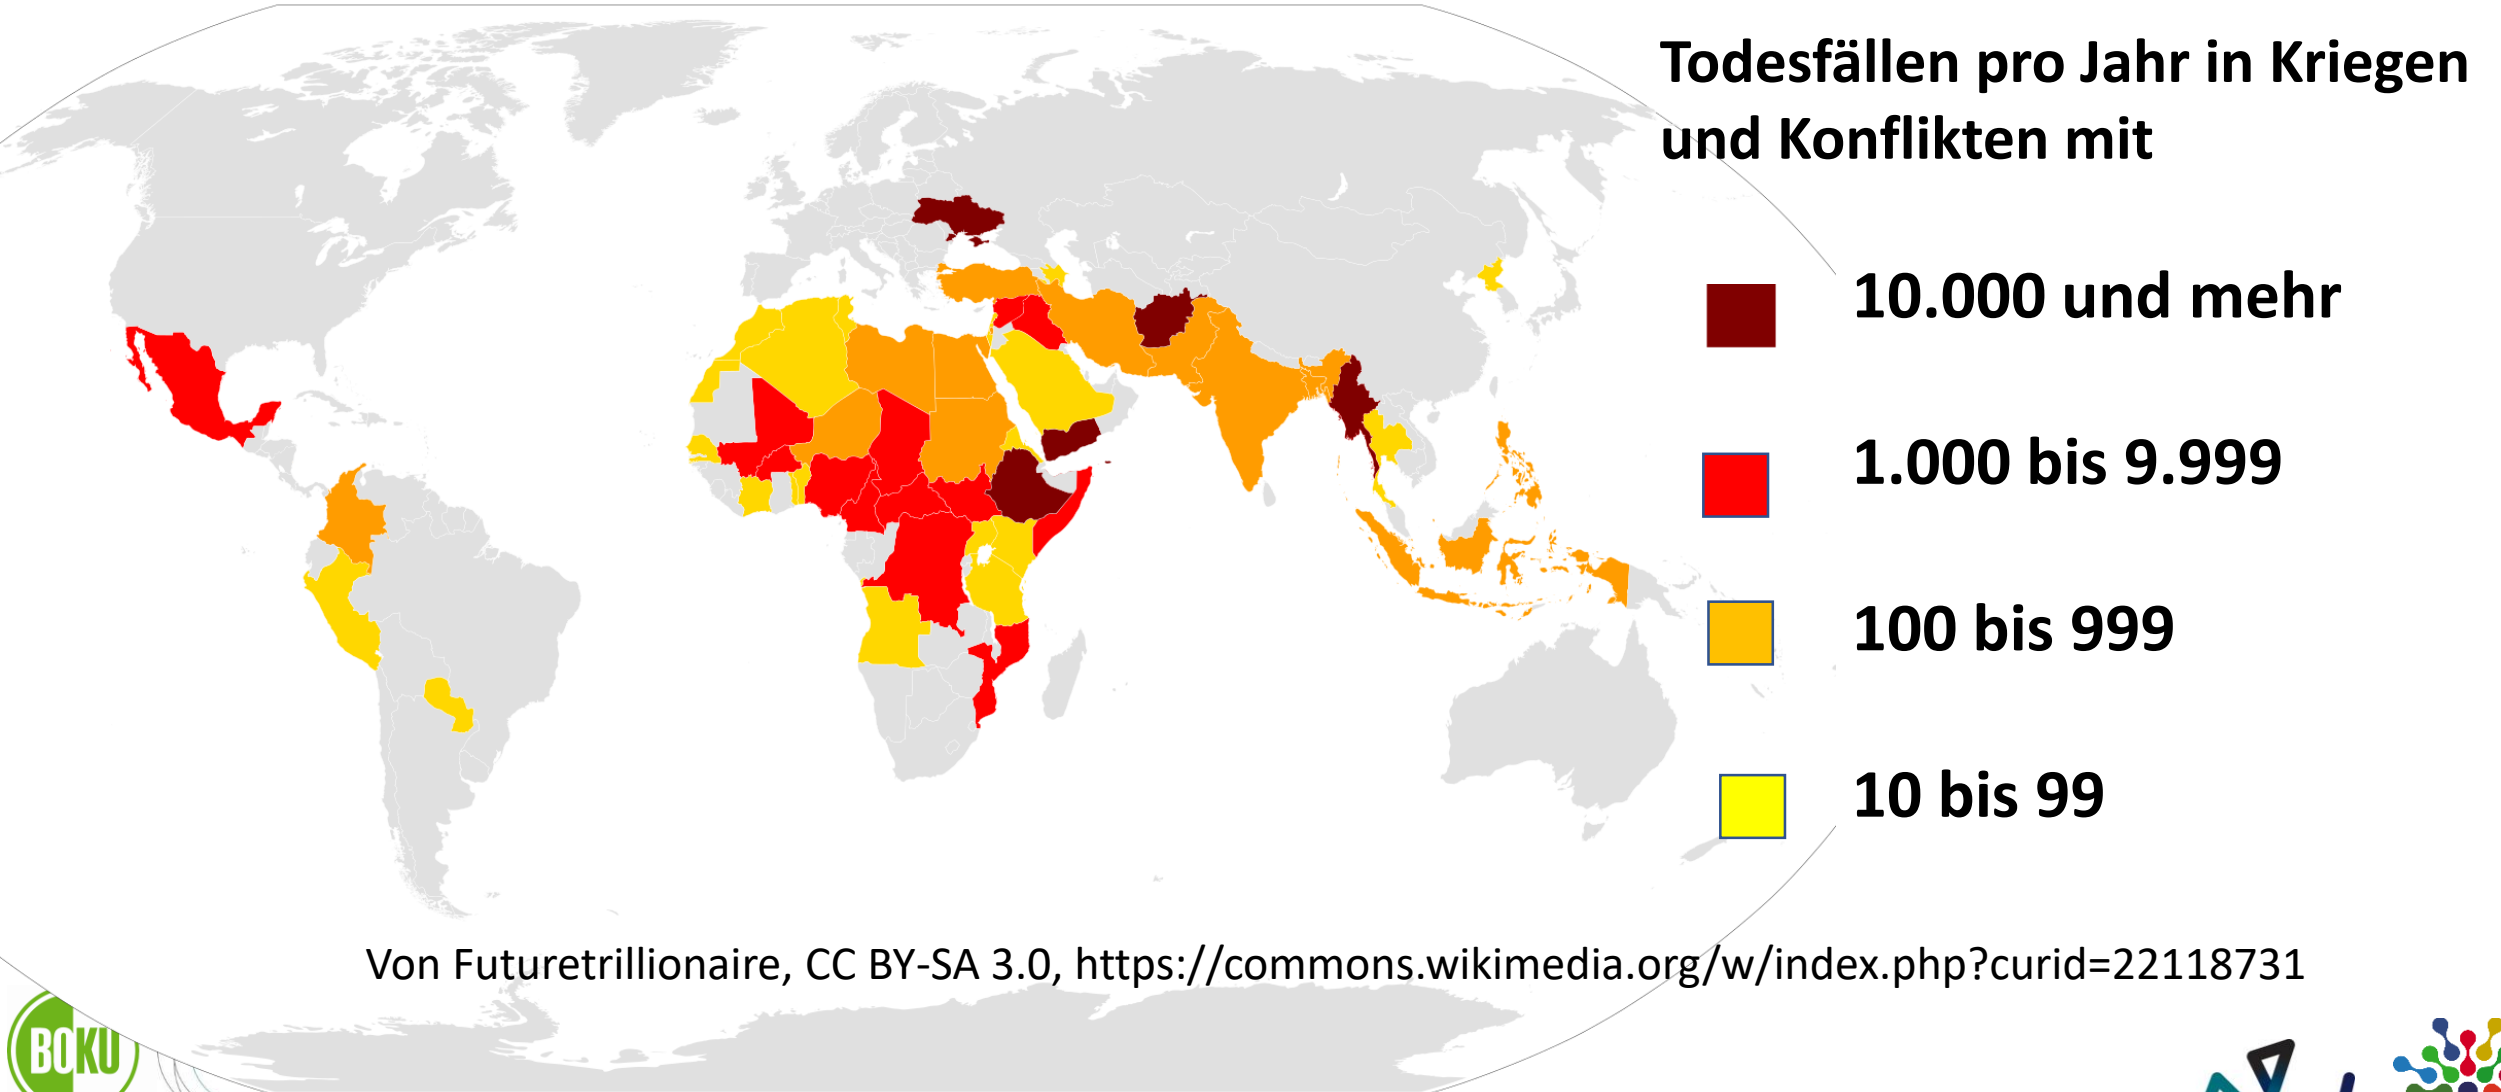 Todesfällen pro Jahr in Kriegen
und Konflikten mit
10.000 und mehr
1.000 bis 9.999
100 bis 999
10 bis 99
Von Futuretrillionaire, CC BY-SA 3.0, https://commons.wikimedia.org/w/index.php?curid=22118731
BOKU